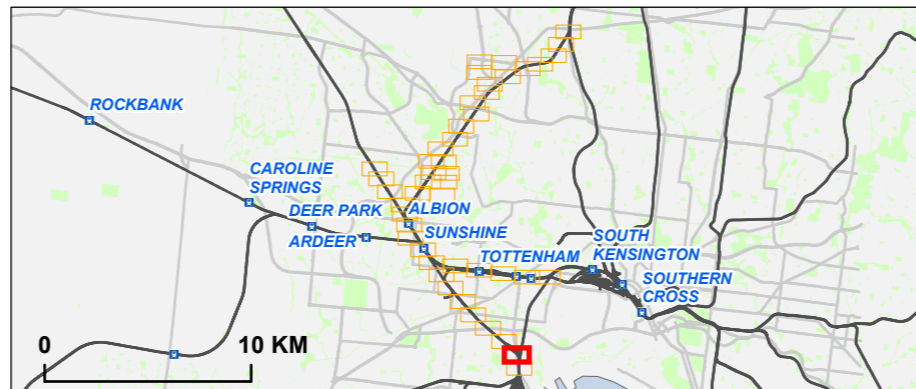 ROCKBANK
CAROLINE
SPRINGS
DEER PARK
ALBION
ARDEER
SUNSHINE
SOUTH
KENSINGTON
TOTTENHAM
SOUTHERN
CROSS
0
10 KM